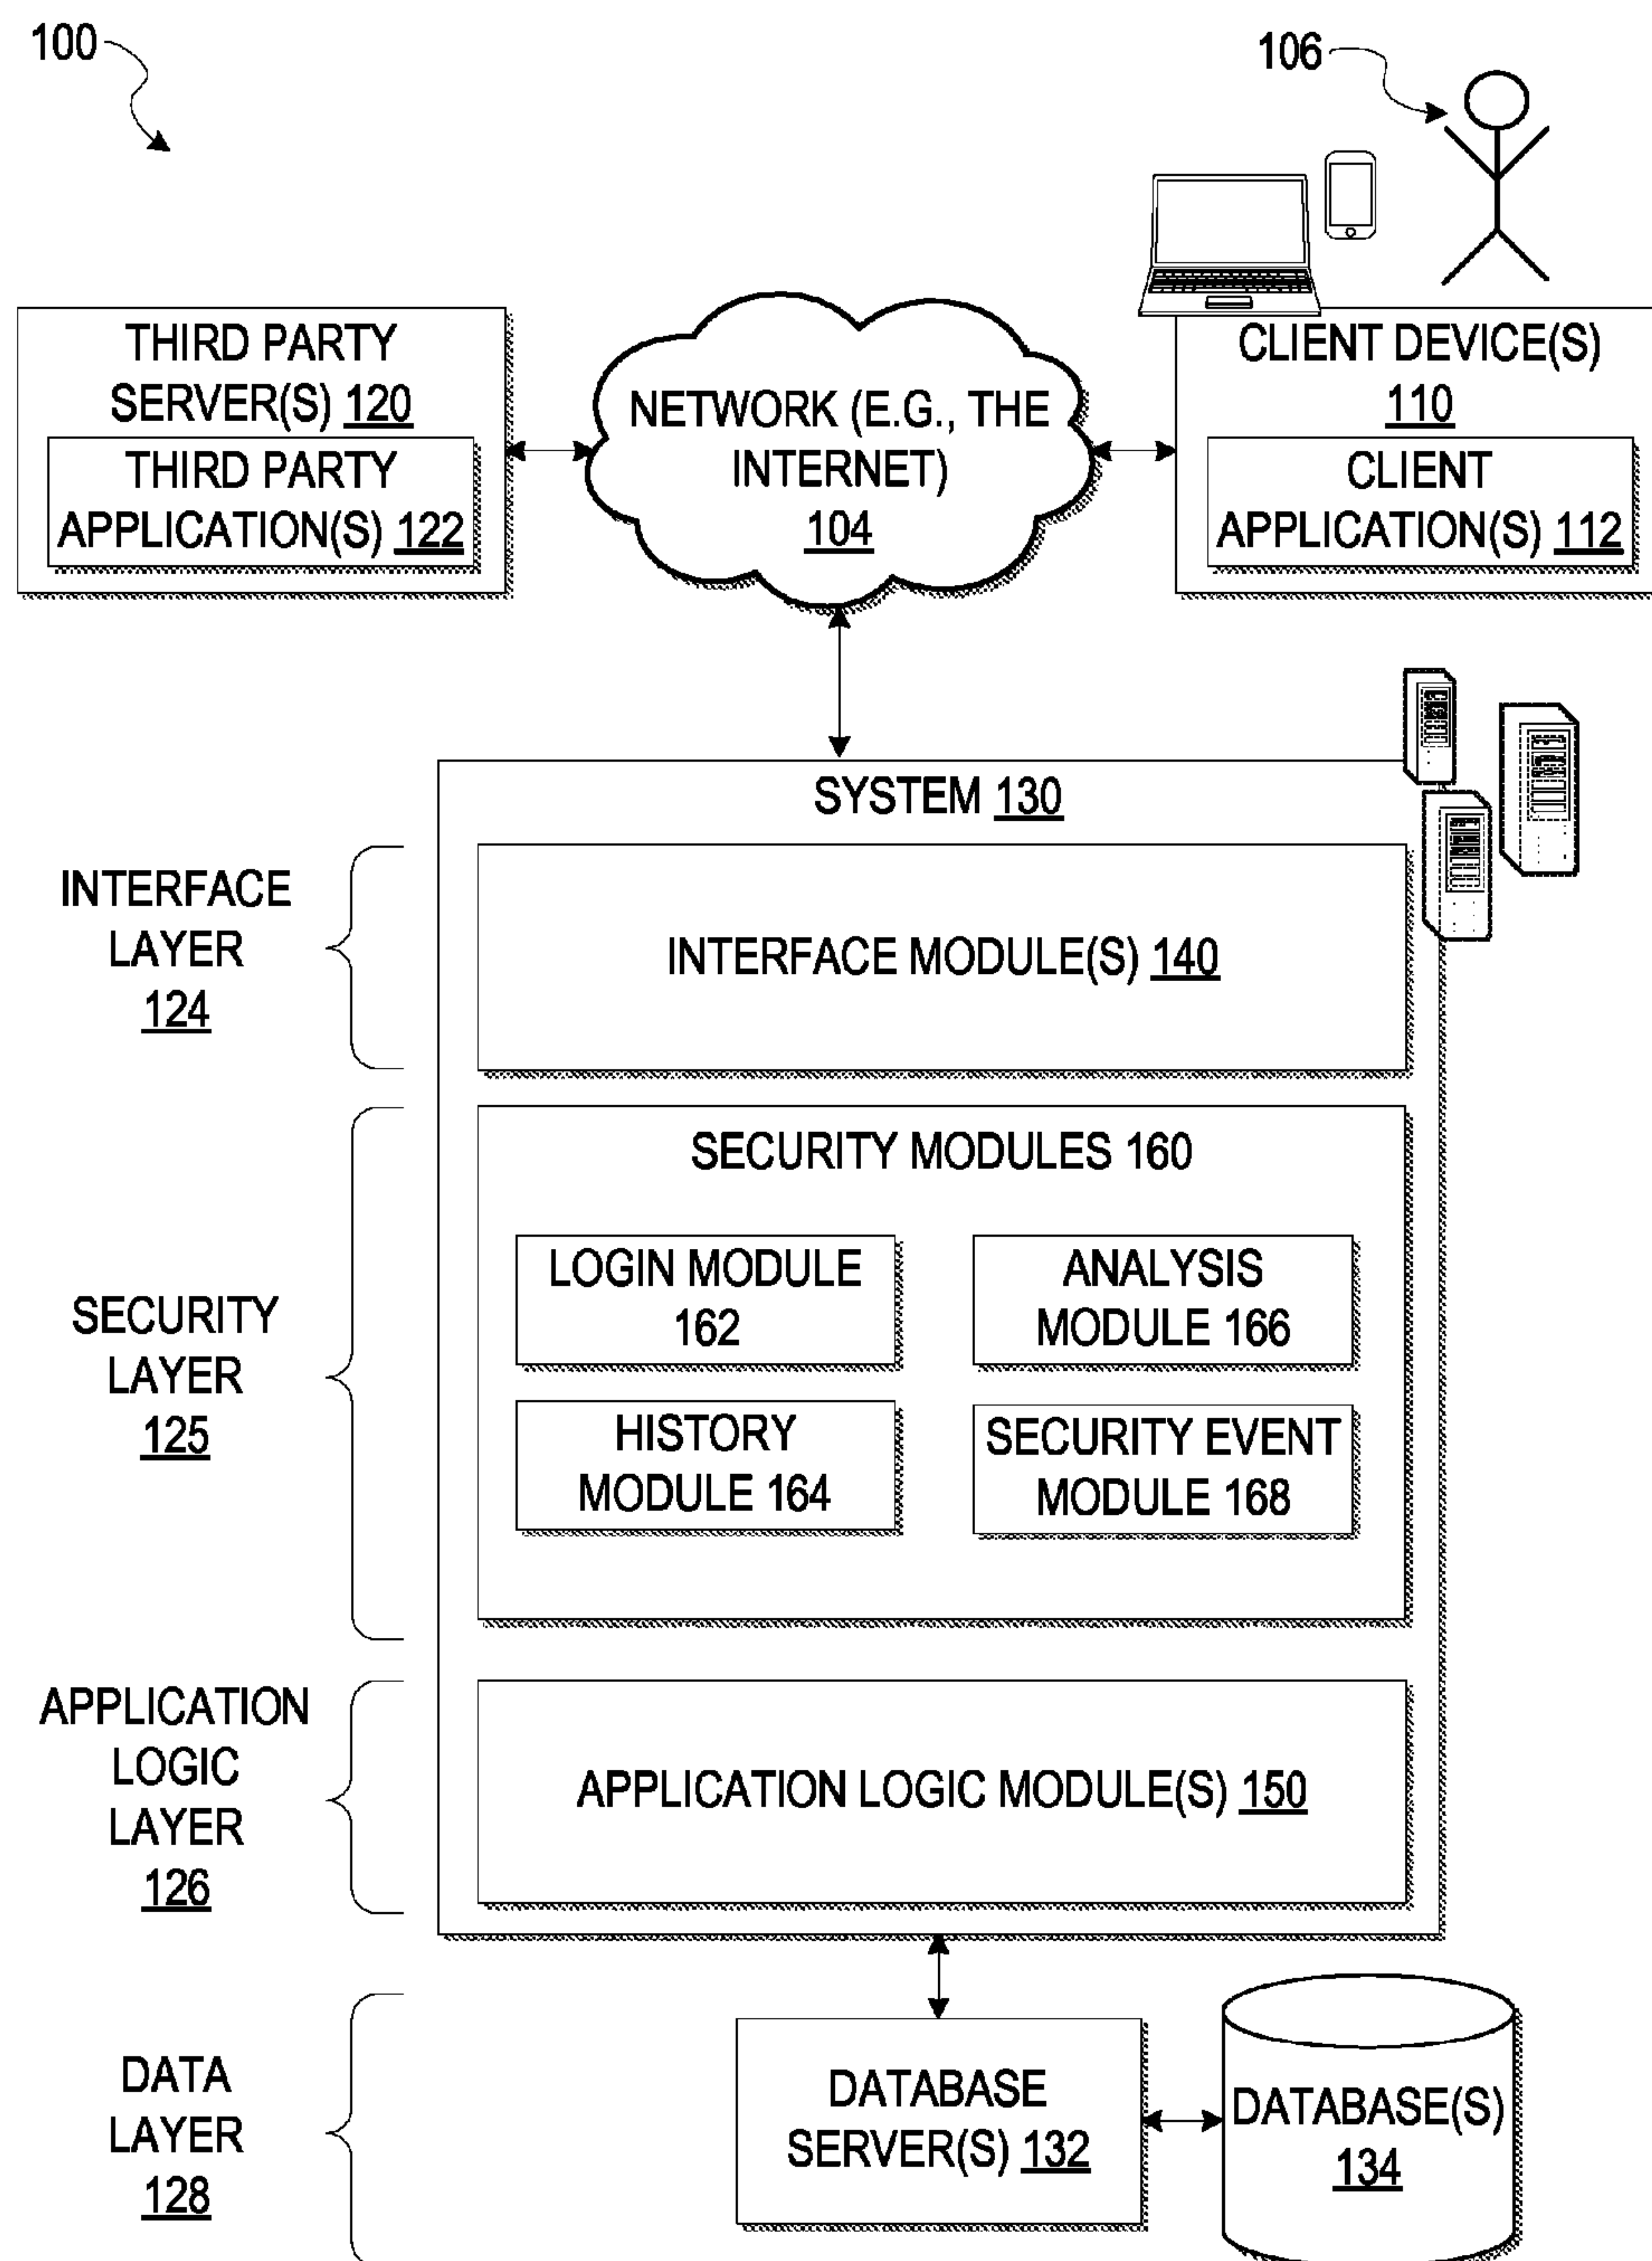 100
106
THIRD PARTY
SERVER(S) 120
THIRD PARTY
APPLICATION(S) 122
NETWORK (E.G., THE
INTERNET)
104
CLIENT DEVICE(S)
110
CLIENT
APPLICATION(S) 112
SYSTEM 130
INTERFACE
LAYER
124
INTERFACE MODULE(S) 140
SECURITY
LAYER
125
SECURITY MODULES 160
LOGIN MODULE
162
ANALYSIS
MODULE 166
HISTORY
MODULE 164
SECURITY EVENT
MODULE 168
APPLICATION
LOGIC
LAYER
126
APPLICATION LOGIC MODULE(S) 150
DATA
LAYER
128
DATABASE
SERVER(S) 132
DATABASE(S)
134